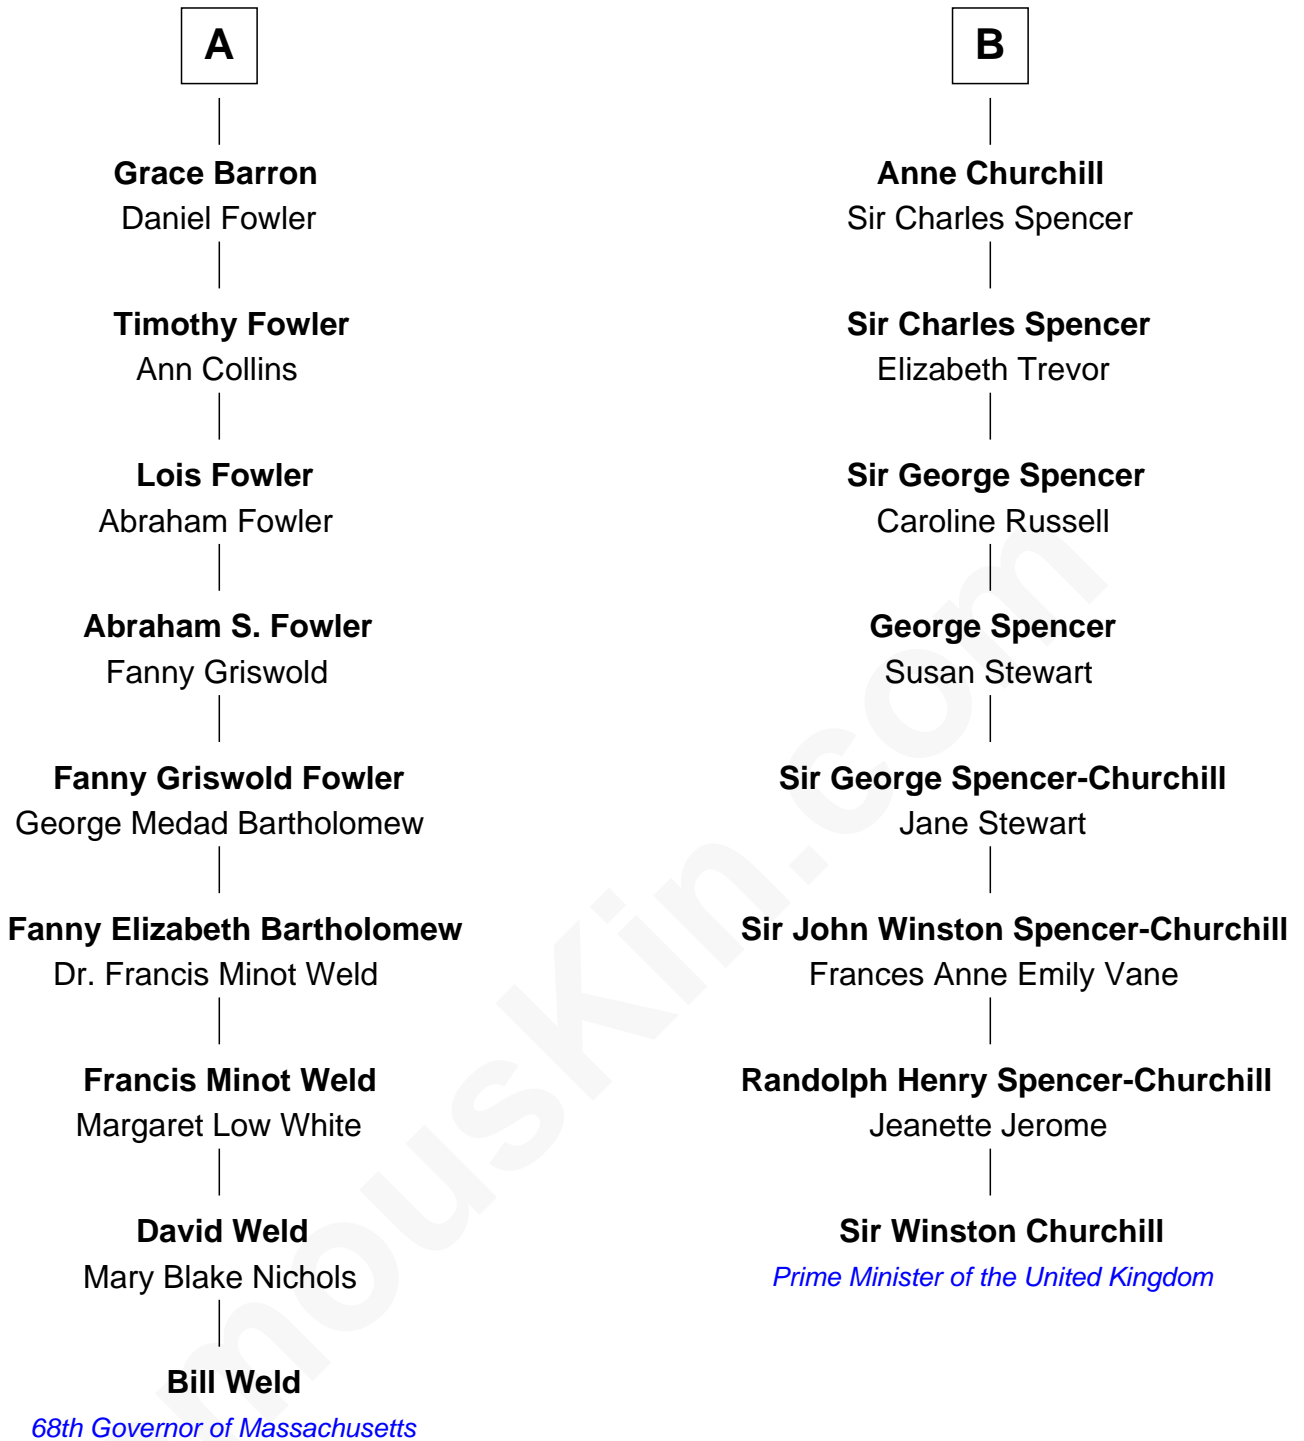 A
Grace Barron
Daniel Fowler
Timothy Fowler
Ann Collins
Lois Fowler
Abraham Fowler
Abraham S. Fowler
Fanny Griswold
Fanny Griswold Fowler
George Medad Bartholomew
Fanny Elizabeth Bartholomew
Dr. Francis Minot Weld
Francis Minot Weld
Margaret Low White
David Weld
Mary Blake Nichols
Bill Weld
68th Governor of Massachusetts
B
Anne Churchill
Sir Charles Spencer
Sir Charles Spencer
Elizabeth Trevor
Sir George Spencer
Caroline Russell
George Spencer
Susan Stewart
Sir George Spencer-Churchill
Jane Stewart
Sir John Winston Spencer-Churchill
Frances Anne Emily Vane
Randolph Henry Spencer-Churchill
Jeanette Jerome
Sir Winston Churchill
Prime Minister of the United Kingdom
mousKin.com